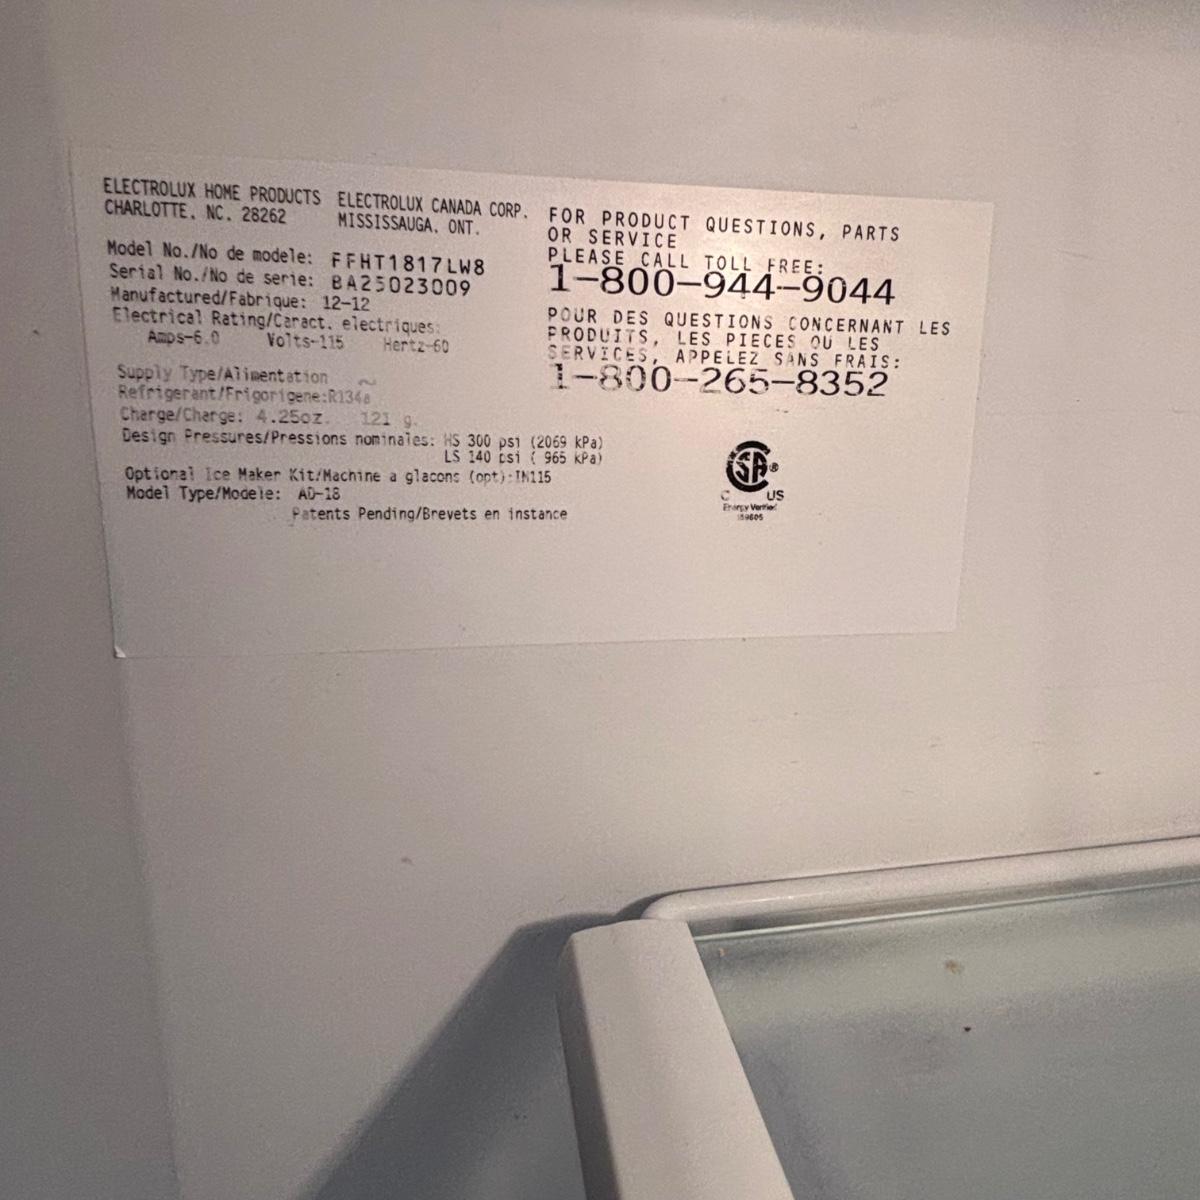 ELECTROLUX HOME PRODUCTS
CHARLOTTE, NC. 28262
ELECTROLUX CANADA CORP.
MISSISSAUGA, ONT.
Model No./No de modele: FFHT1817LW8
Serial No./No de serie: BA25023009
Manufactured/Fabrique: 12-12
Electrical Rating/Caract. electriques:
Amps-6.0 Volts-115 Hertz-60
Supply Type/Alimentation ~
Refrigerant/Frigorigene:R134a
Charge/Charge: 4.25oz. 121 g.
Design Pressures/Pressions nominales: HS 300 psi (2069 kPa)
LS 140 psi ( 965 kPa)
Optional Ice Maker Kit/Machine a glacons (opt):IM115
Model Type/Modele: AD-18
Patents Pending/Brevets en instance
FOR PRODUCT QUESTIONS, PARTS
OR SERVICE
PLEASE CALL TOLL FREE:
1-800-944-9044
POUR DES QUESTIONS CONCERNANT LES
PRODUITS, LES PIECES OU LES
SERVICES, APPELEZ SANS FRAIS:
1-800-265-8352
SA®
C US
Energy Verified